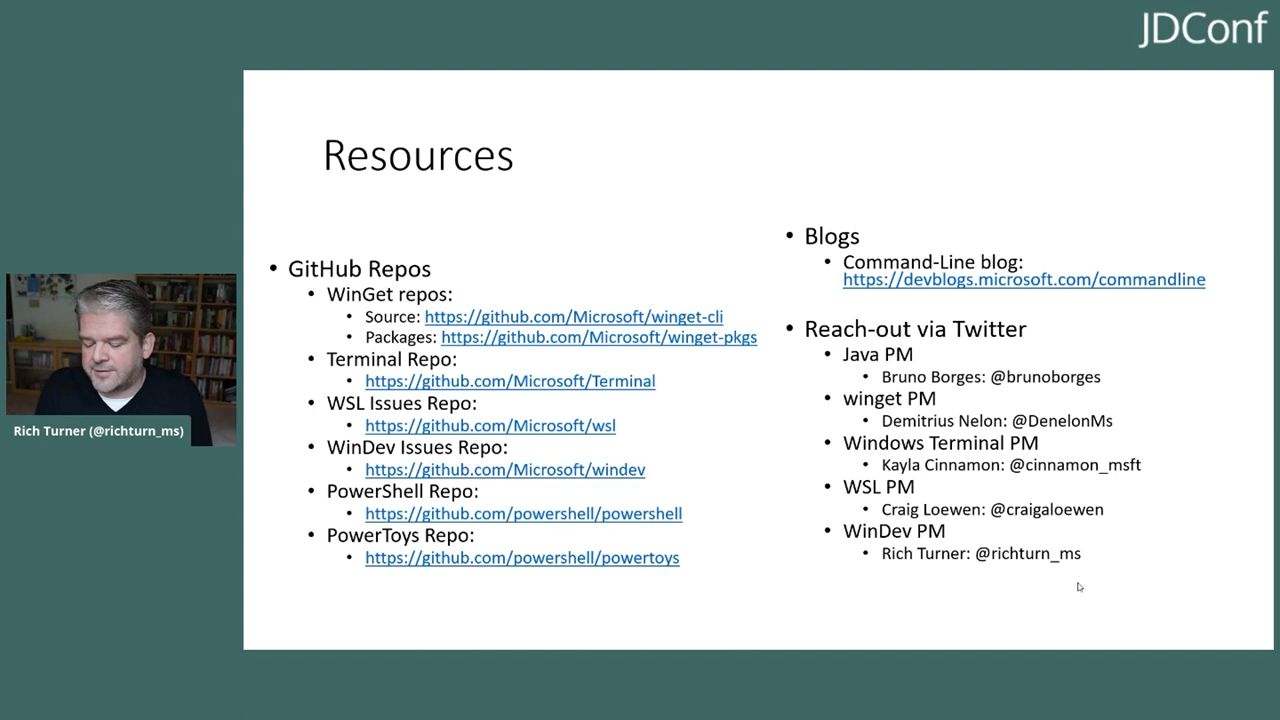 JDConf
Resources
• GitHub Repos
• WinGet repos:
• Source: https://github.com/Microsoft/winget-cli
• Packages: https://github.com/Microsoft/winget-pkgs
• Terminal Repo:
• https://github.com/Microsoft/Terminal
• WSL Issues Repo:
• https://github.com/Microsoft/wsl
• WinDev Issues Repo:
• https://github.com/Microsoft/windev
• PowerShell Repo:
• https://github.com/powershell/powershell
• PowerToys Repo:
• https://github.com/powershell/powertoys
• Blogs
• Command-Line blog:
https://devblogs.microsoft.com/commandline
• Reach-out via Twitter
• Java PM
• Bruno Borges: @brunoborges
• winget PM
• Demitrius Nelon: @DenelonMs
• Windows Terminal PM
• Kayla Cinnamon: @cinnamon_msft
• WSL PM
• Craig Loewen: @craigaloewen
• WinDev PM
• Rich Turner: @richturn_ms
Rich Turner (@richturn_ms)